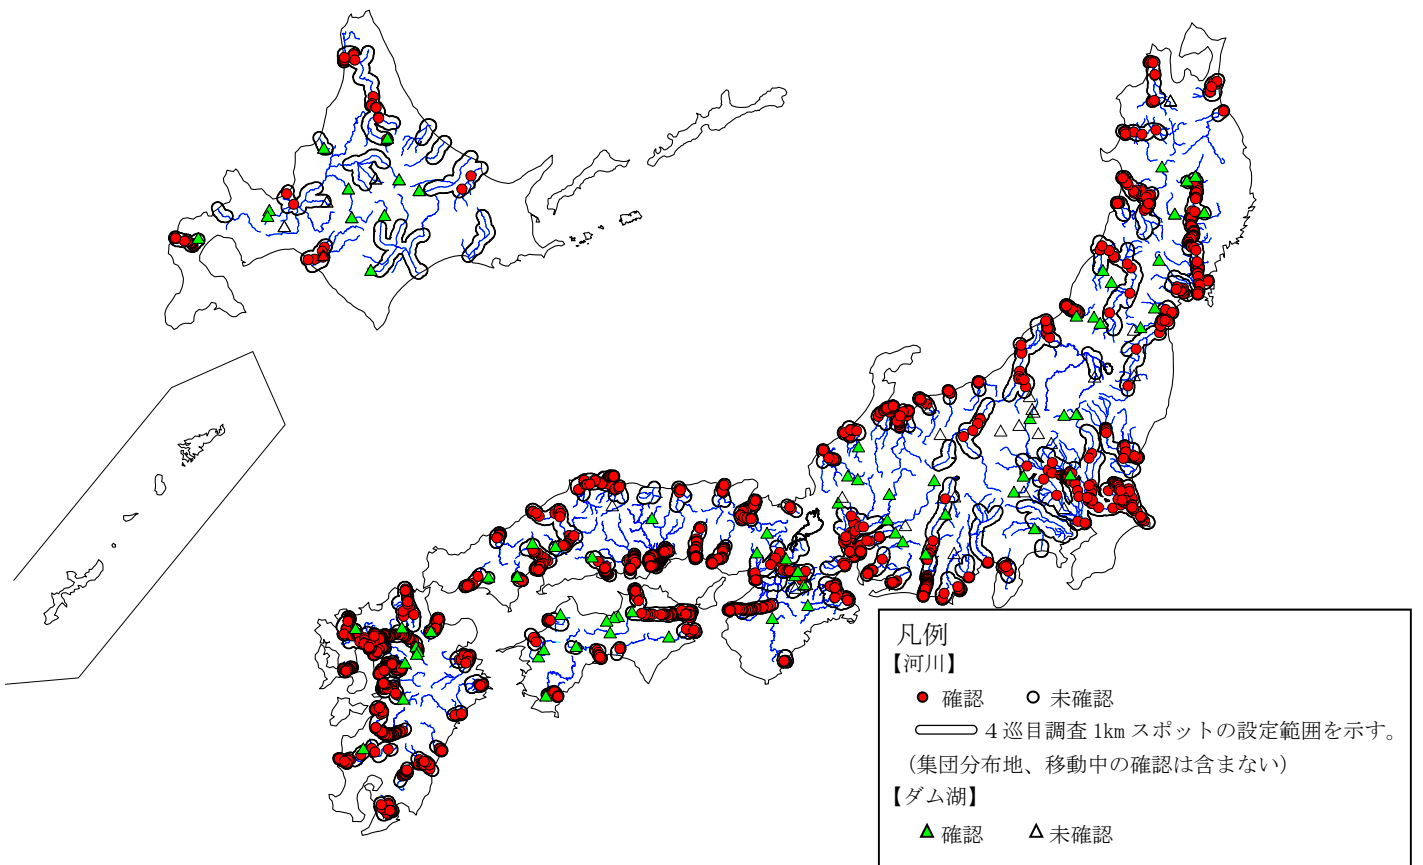 凡例
【河川】
確認 未確認
４巡目調査 1km スポットの設定範囲を示す。
（集団分布地、移動中の確認は含まない）
【ダム湖】
確認 未確認